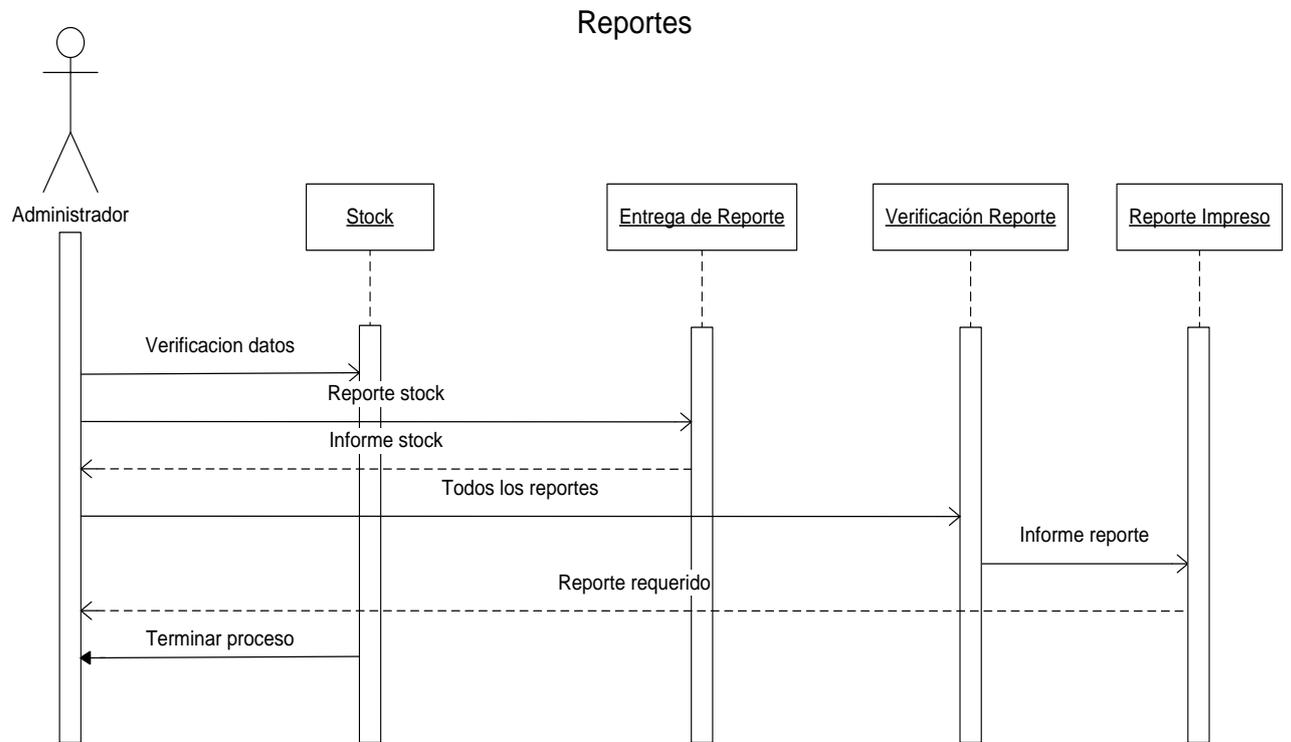 Reportes
Administrador
Stock
Entrega de Reporte
Verificación Reporte
Reporte Impreso
Verificacion datos
Reporte stock
Informe stock
Todos los reportes
Informe reporte
Reporte requerido
Terminar proceso